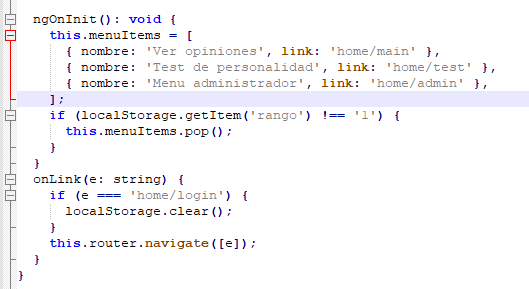 ngOnInit(): void {
this.menuItems = [
{ nombre: 'Ver opiniones', link: 'home/main' },
{ nombre: 'Test de personalidad', link: 'home/test' },
{ nombre: 'Menu administrador', link: 'home/admin' },
];
if (localStorage.getItem('rango') !== '1') {
this.menuItems.pop();
}
}
onLink(e: string) {
if (e === 'home/login') {
localStorage.clear();
}
this.router.navigate([e]);
}
}